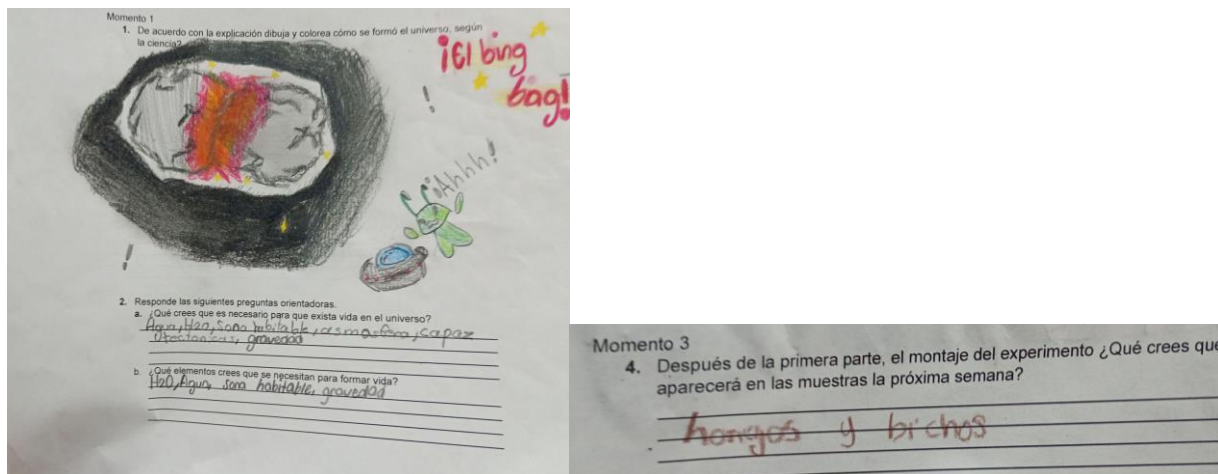 Momento 1
1. De acuerdo con la explicación dibuja y colorea cómo se formó el universo, según
la ciencia?
¡El bing
bag!
!
¡Ahhh!
!
2. Responde las siguientes preguntas orientadoras.
a. ¿Qué crees que es necesario para que exista vida en el universo?
Agua, H2O, Sona habitable, asmosfera, capaz
tectonicas, gravedad
b. ¿Qué elementos crees que se necesitan para formar vida?
H2O, Agua, sona habitable, gravedad
Momento 3
4. Después de la primera parte, el montaje del experimento ¿Qué crees que
aparecerá en las muestras la próxima semana?
hongos y bichos